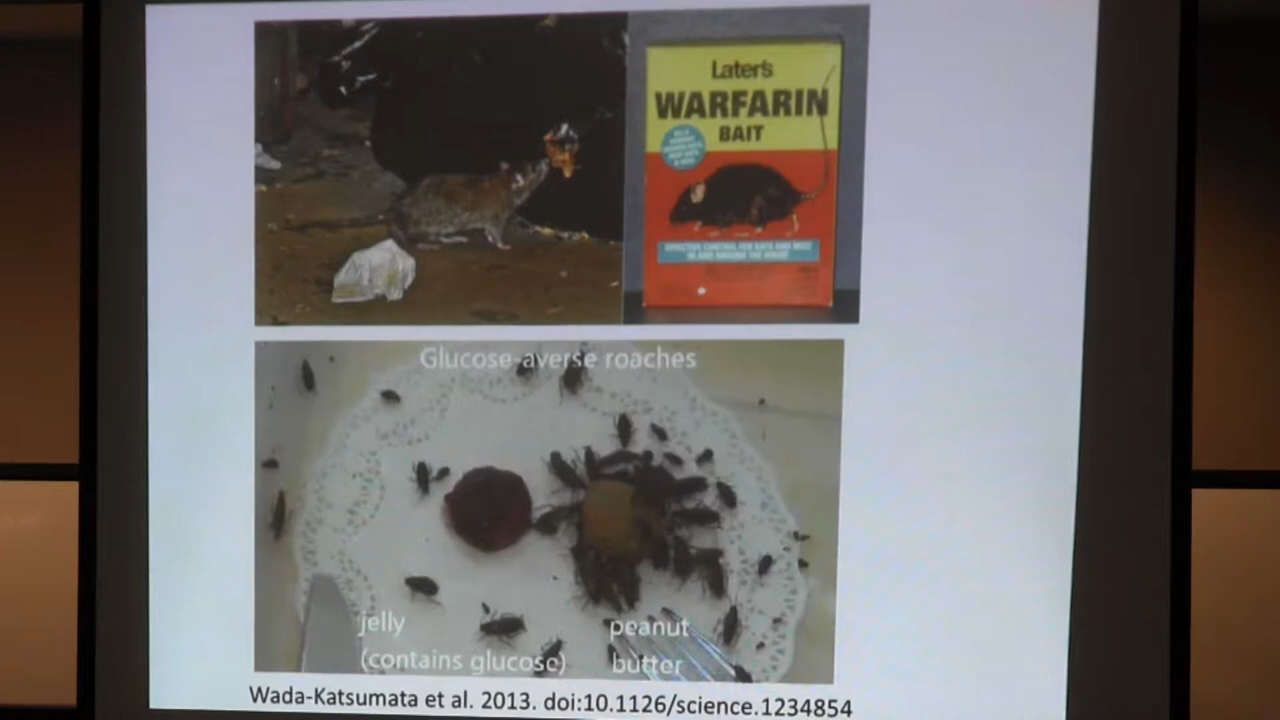 Later's
WARFARIN
BAIT
EFFECTIVE CONTROL FOR RATS AND MICE
IN AND AROUND THE HOUSE
Glucose-averse roaches
jelly
(contains glucose)
peanut
butter
Wada-Katsumata et al. 2013. doi:10.1126/science.1234854